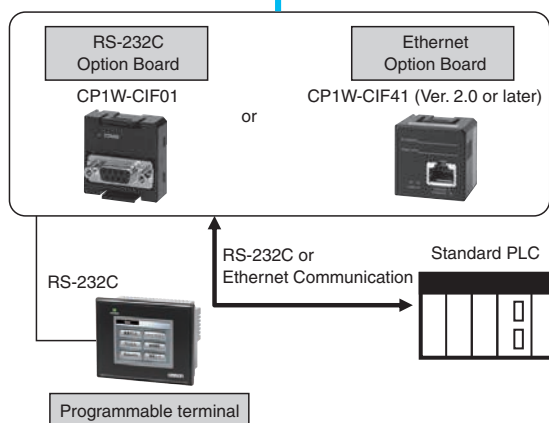 RS-232C
Option Board
CP1W-CIF01
or
Ethernet
Option Board
CP1W-CIF41 (Ver. 2.0 or later)
RS-232C or
Ethernet Communication
Standard PLC
RS-232C
Programmable terminal